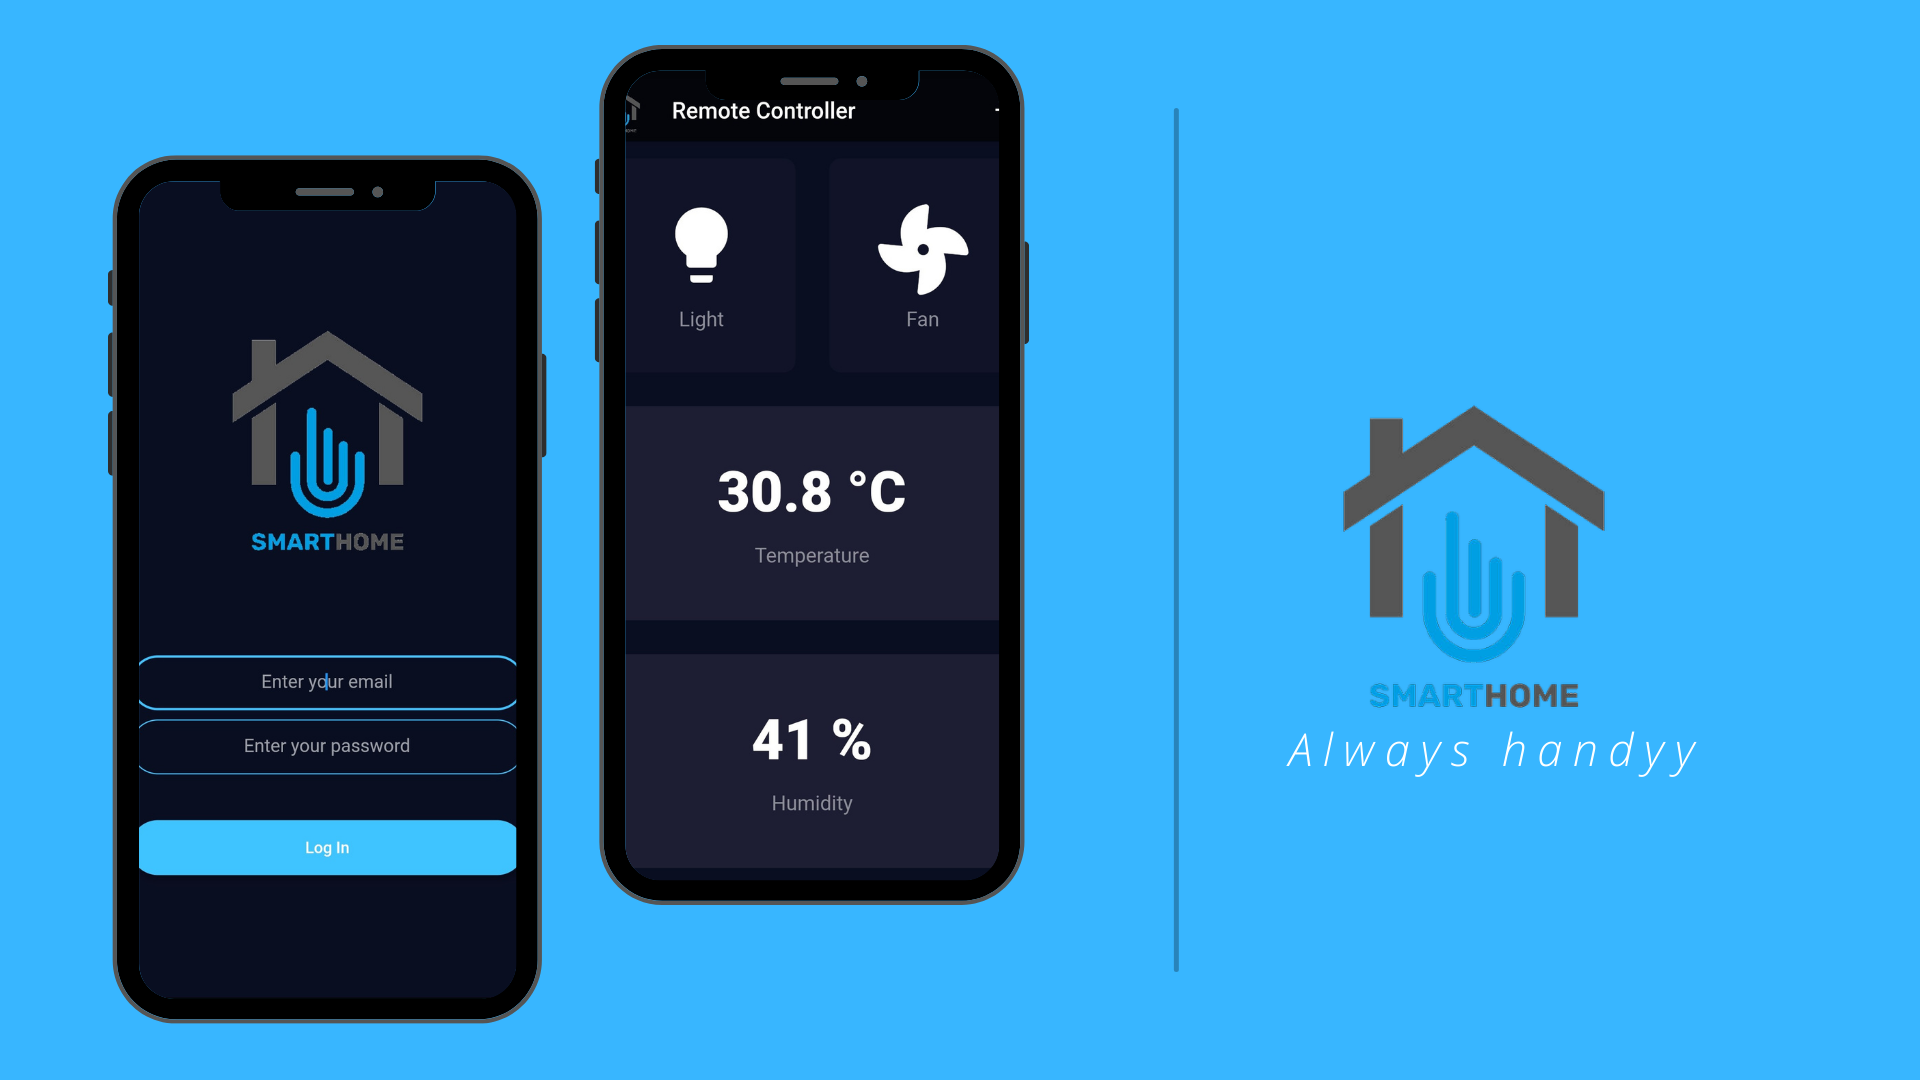 SMARTHOME
Enter your email
Enter your password
Log In
Remote Controller
Light
Fan
30.8 °C
Temperature
41 %
Humidity
SMARTHOME
Always handyy